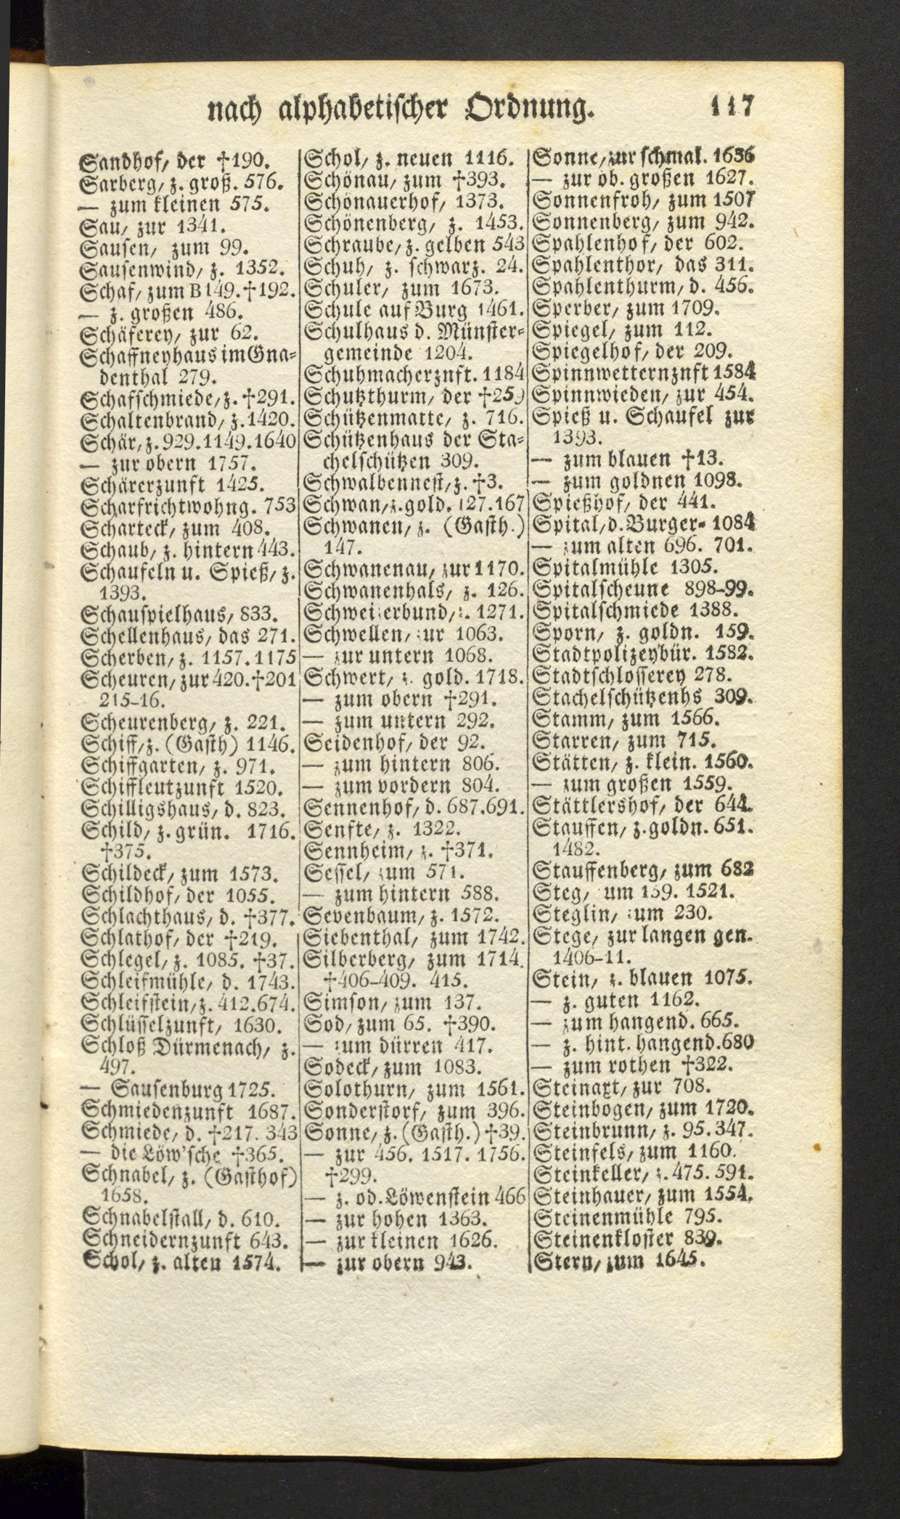 nach alphabetischer Ordnung.
117
Sandhof, der †190.
Sarberg, z. groß. 576.
— zum kleinen 575.
Sau, zur 1341.
Sausen, zum 99.
Sausenwind, z. 1352.
Schaf, zum B 149. †192.
— z. großen 486.
Schäferey, zur 62.
Schaffneyhaus im Gna-
denthal 279.
Schafschmiede, z. †291.
Schaltenbrand, z. 1420.
Schär, z. 929. 1149. 1640
— zur obern 1757.
Schärerzunft 1425.
Scharfrichtwohng. 753
Scharteck, zum 408.
Schaub, z. hintern 443.
Schaufeln u. Spieß, z.
1393.
Schauspielhaus, 833.
Schellenhaus, das 271.
Scherben, z. 1157. 1175
Scheuren, zur 420. †201
215-16.
Scheurenberg, z. 221.
Schiff, z. (Gasth) 1146.
Schiffgarten, z. 971.
Schiffleutzunft 1520.
Schilligshaus, d. 823.
Schild, z. grün. 1716.
†375.
Schildeck, zum 1573.
Schildhof, der 1055.
Schlachthaus, d. †377.
Schlathof, der †219.
Schlegel, z. 1085. †37.
Schleifmühle, d. 1743.
Schleifstein, z. 412. 674.
Schlüsselzunft, 1630.
Schloß Dürmenach, z.
497.
— Sausenburg 1725.
Schmiedenzunft 1687.
Schmiede, d. †217. 343
— die Löw'sche †365.
Schnabel, z. (Gasthof)
1658.
Schnabelstall, d. 610.
Schneidernzunft 643.
Schol, z. alten 1574.
Schol, z. neuen 1116.
Schönau, zum †393.
Schönauerhof, 1373.
Schönenberg, z. 1453.
Schraube, z. gelben 543
Schuh, z. schwarz. 24.
Schuler, zum 1673.
Schule auf Burg 1461.
Schulhaus d. Münster-
gemeinde 1204.
Schuhmacherznft. 1184
Schutzthurm, der †259
Schützenmatte, z. 716.
Schützenhaus der Sta-
chelschützen 309.
Schwalbennest, z. †3.
Schwan, z. gold. 127. 167
Schwanen, z. (Gasth.)
147.
Schwanenau, zur 1170.
Schwanenhals, z. 126.
Schweizerbund, z. 1271.
Schwellen, zur 1063.
— zur untern 1068.
Schwert, z. gold. 1718.
— zum obern †291.
— zum untern 292.
Seidenhof, der 92.
— zum hintern 806.
— zum vordern 804.
Sennenhof, d. 687. 691.
Senfte, z. 1322.
Sennheim, z. †371.
Sessel, zum 571.
— zum hintern 588.
Sevenbaum, z. 1572.
Siebenthal, zum 1742.
Silberberg, zum 1714.
†406-409. 415.
Simson, zum 137.
Sod, zum 65. †390.
— zum dürren 417.
Sodeck, zum 1083.
Solothurn, zum 1561.
Sonderstorf, zum 396.
Sonne, z. (Gasth.) †39.
— zur 456. 1517. 1756.
†299.
— z. od. Löwenstein 466
— zur hohen 1363.
— zur kleinen 1626.
— zur obern 943.
Sonne, zur schmal. 1636
— zur ob. großen 1627.
Sonnenfroh, zum 1507
Sonnenberg, zum 942.
Spahlenhof, der 602.
Spahlenthor, das 311.
Spahlenthurm, d. 456.
Sperber, zum 1709.
Spiegel, zum 112.
Spiegelhof, der 209.
Spinnwetternznft 1584
Spinnwieden, zur 454.
Spieß u. Schaufel zur
1393.
— zum blauen †13.
— zum goldnen 1098.
Spießhof, der 441.
Spital, d. Burger- 1084
— zum alten 696. 701.
Spitalmühle 1305.
Spitalscheune 898-99.
Spitalschmiede 1388.
Sporn, z. goldn. 159.
Stadtpolizeybür. 1582.
Stadtschlosserey 278.
Stachelschützenhs 309.
Stamm, zum 1566.
Starren, zum 715.
Stätten, z. klein. 1560.
— zum großen 1559.
Stättlershof, der 644.
Stauffen, z. goldn. 651.
1482.
Stauffenberg, zum 682
Steg, zum 159. 1521.
Steglin, zum 230.
Stege, zur langen gen.
1406-11.
Stein, z. blauen 1075.
— z. guten 1162.
— zum hangend. 665.
— z. hint. hangend. 680
— zum rothen †322.
Steinaxt, zur 708.
Steinbogen, zum 1720.
Steinbrunn, z. 95. 347.
Steinfels, zum 1160.
Steinkeller, z. 475. 591.
Steinhauer, zum 1554.
Steinenmühle 795.
Steinenkloster 839.
Stern, zum 1645.